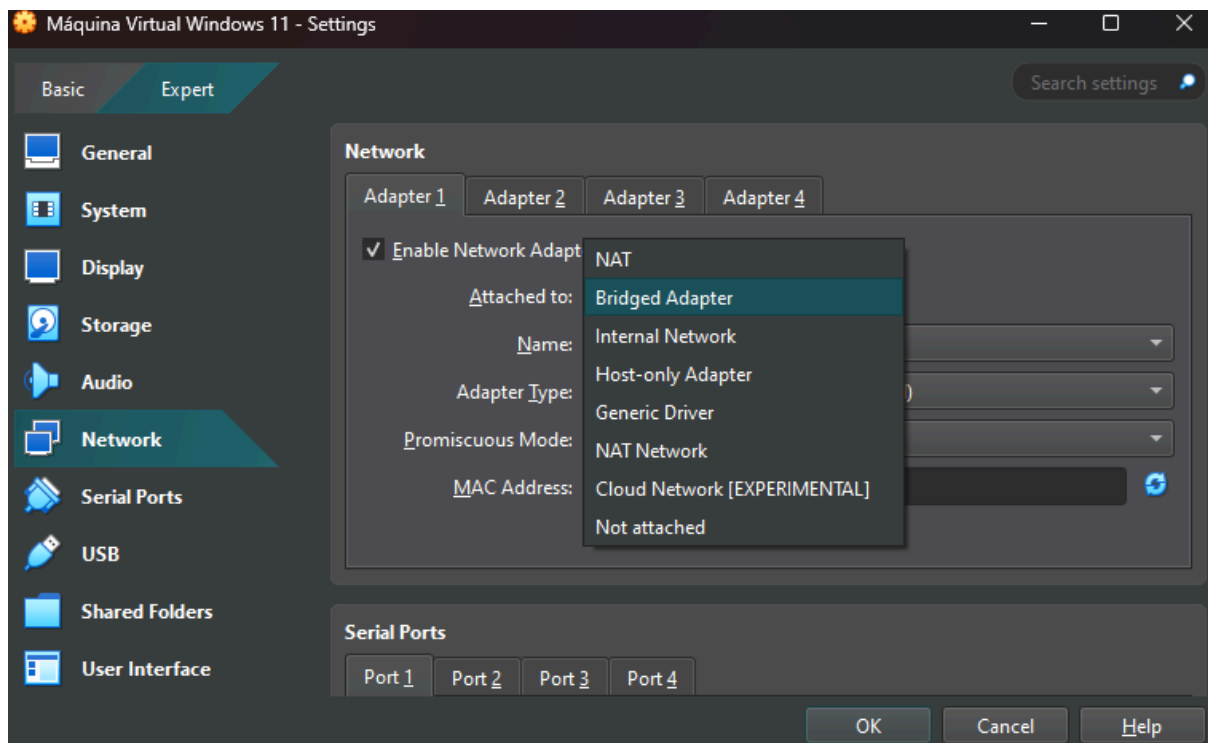 Máquina Virtual Windows 11 - Settings
Basic
Expert
Search settings
General
System
Display
Storage
Audio
Network
Serial Ports
USB
Shared Folders
User Interface
Network
Adapter 1
Adapter 2
Adapter 3
Adapter 4
Enable Network Adapt
Attached to:
Name:
Adapter Type:
)
Promiscuous Mode:
MAC Address:
NAT
Bridged Adapter
Internal Network
Host-only Adapter
Generic Driver
NAT Network
Cloud Network [EXPERIMENTAL]
Not attached
Serial Ports
Port 1
Port 2
Port 3
Port 4
OK
Cancel
Help